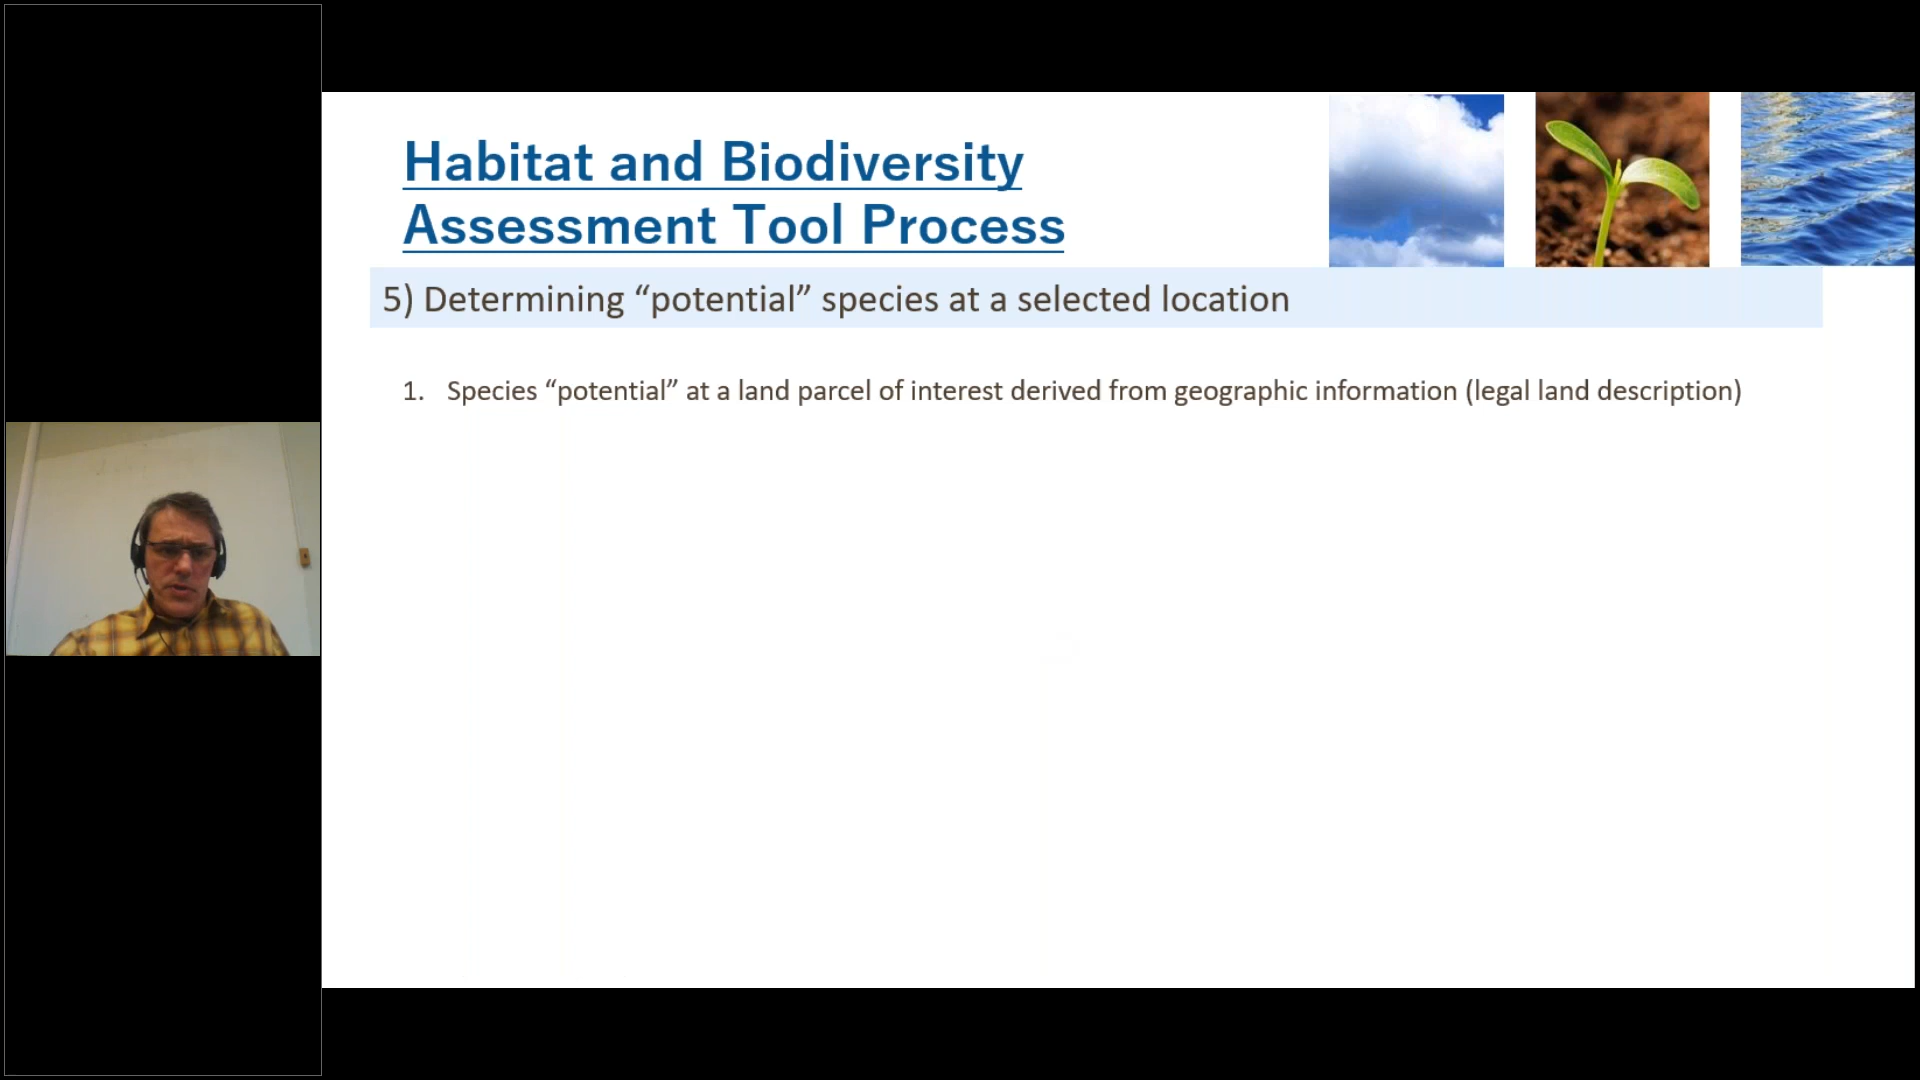 Habitat and Biodiversity
Assessment Tool Process
5) Determining “potential” species at a selected location
1. Species “potential” at a land parcel of interest derived from geographic information (legal land description)